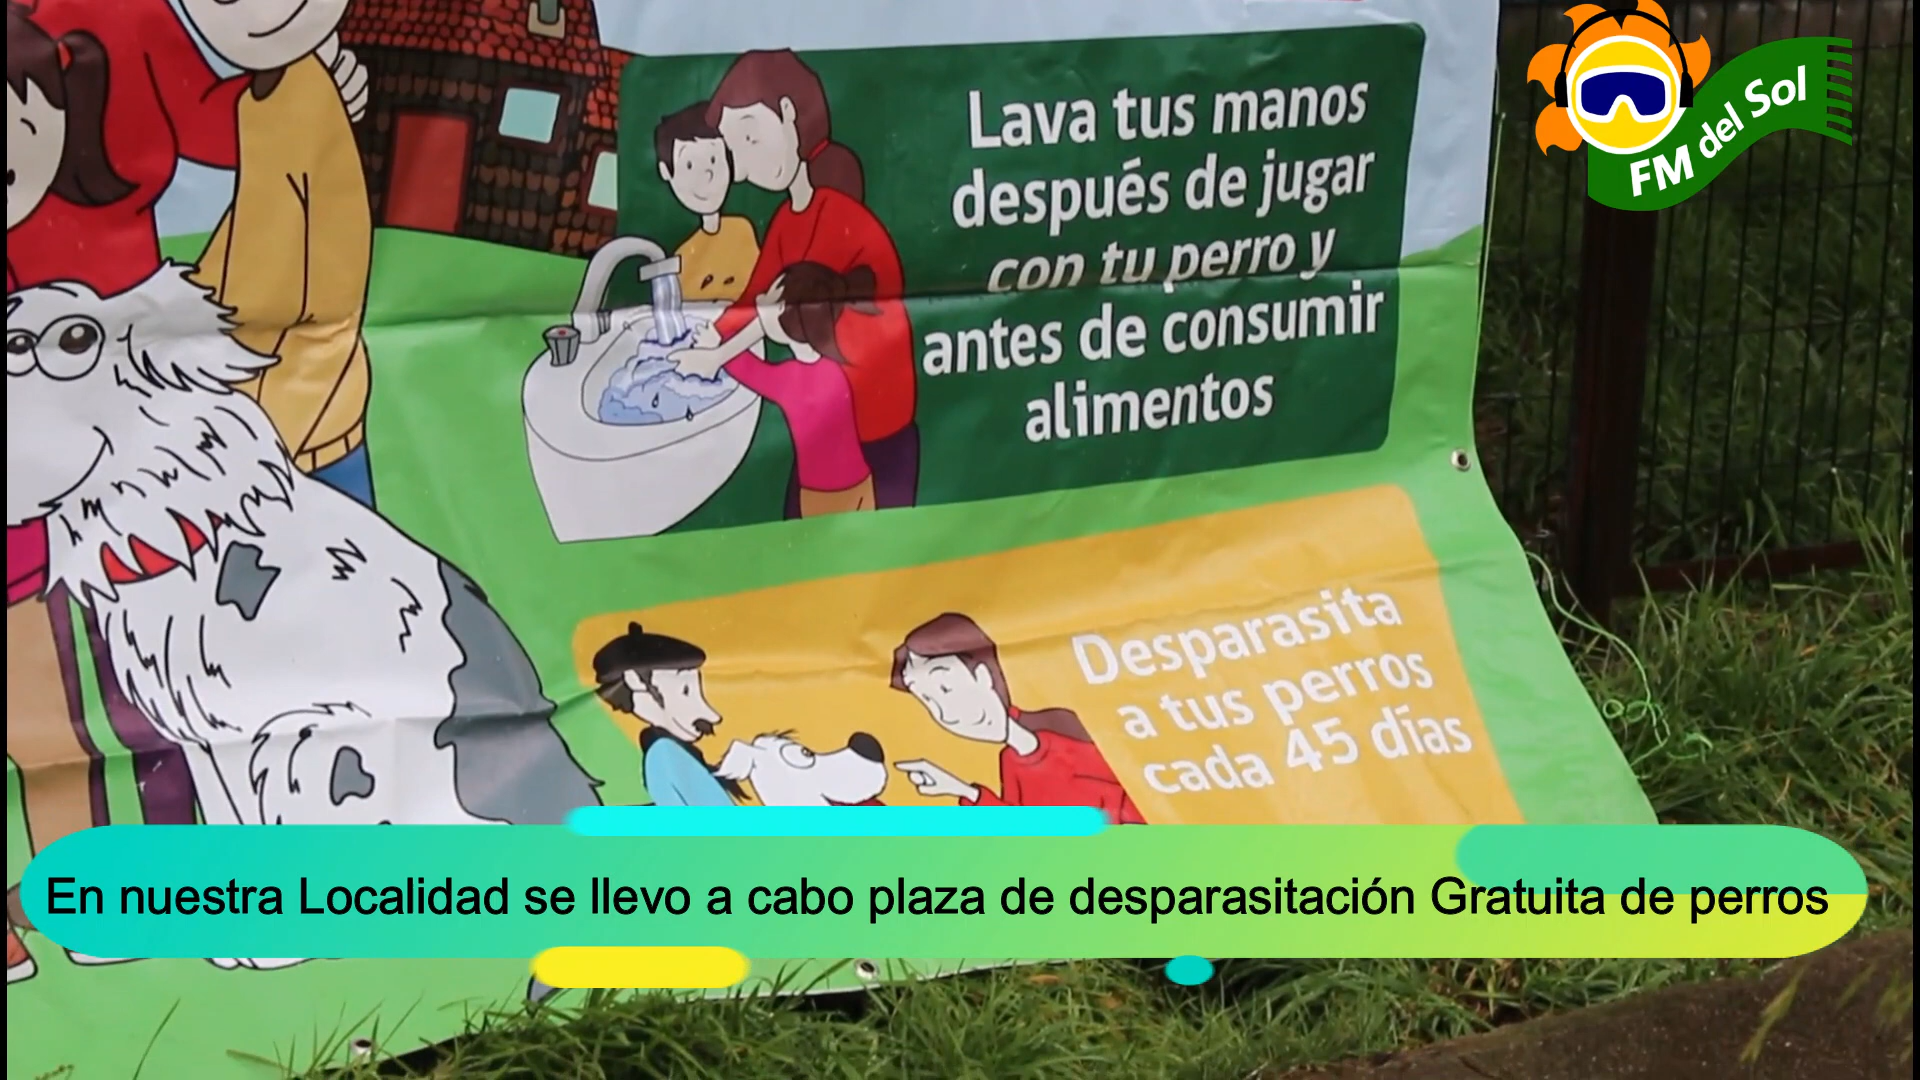 FM del Sol
Lava tus manos
después de jugar
con tu perro y
antes de consumir
alimentos
Desparasita
a tus perros
cada 45 días
En nuestra Localidad se llevo a cabo plaza de desparasitación Gratuita de perros